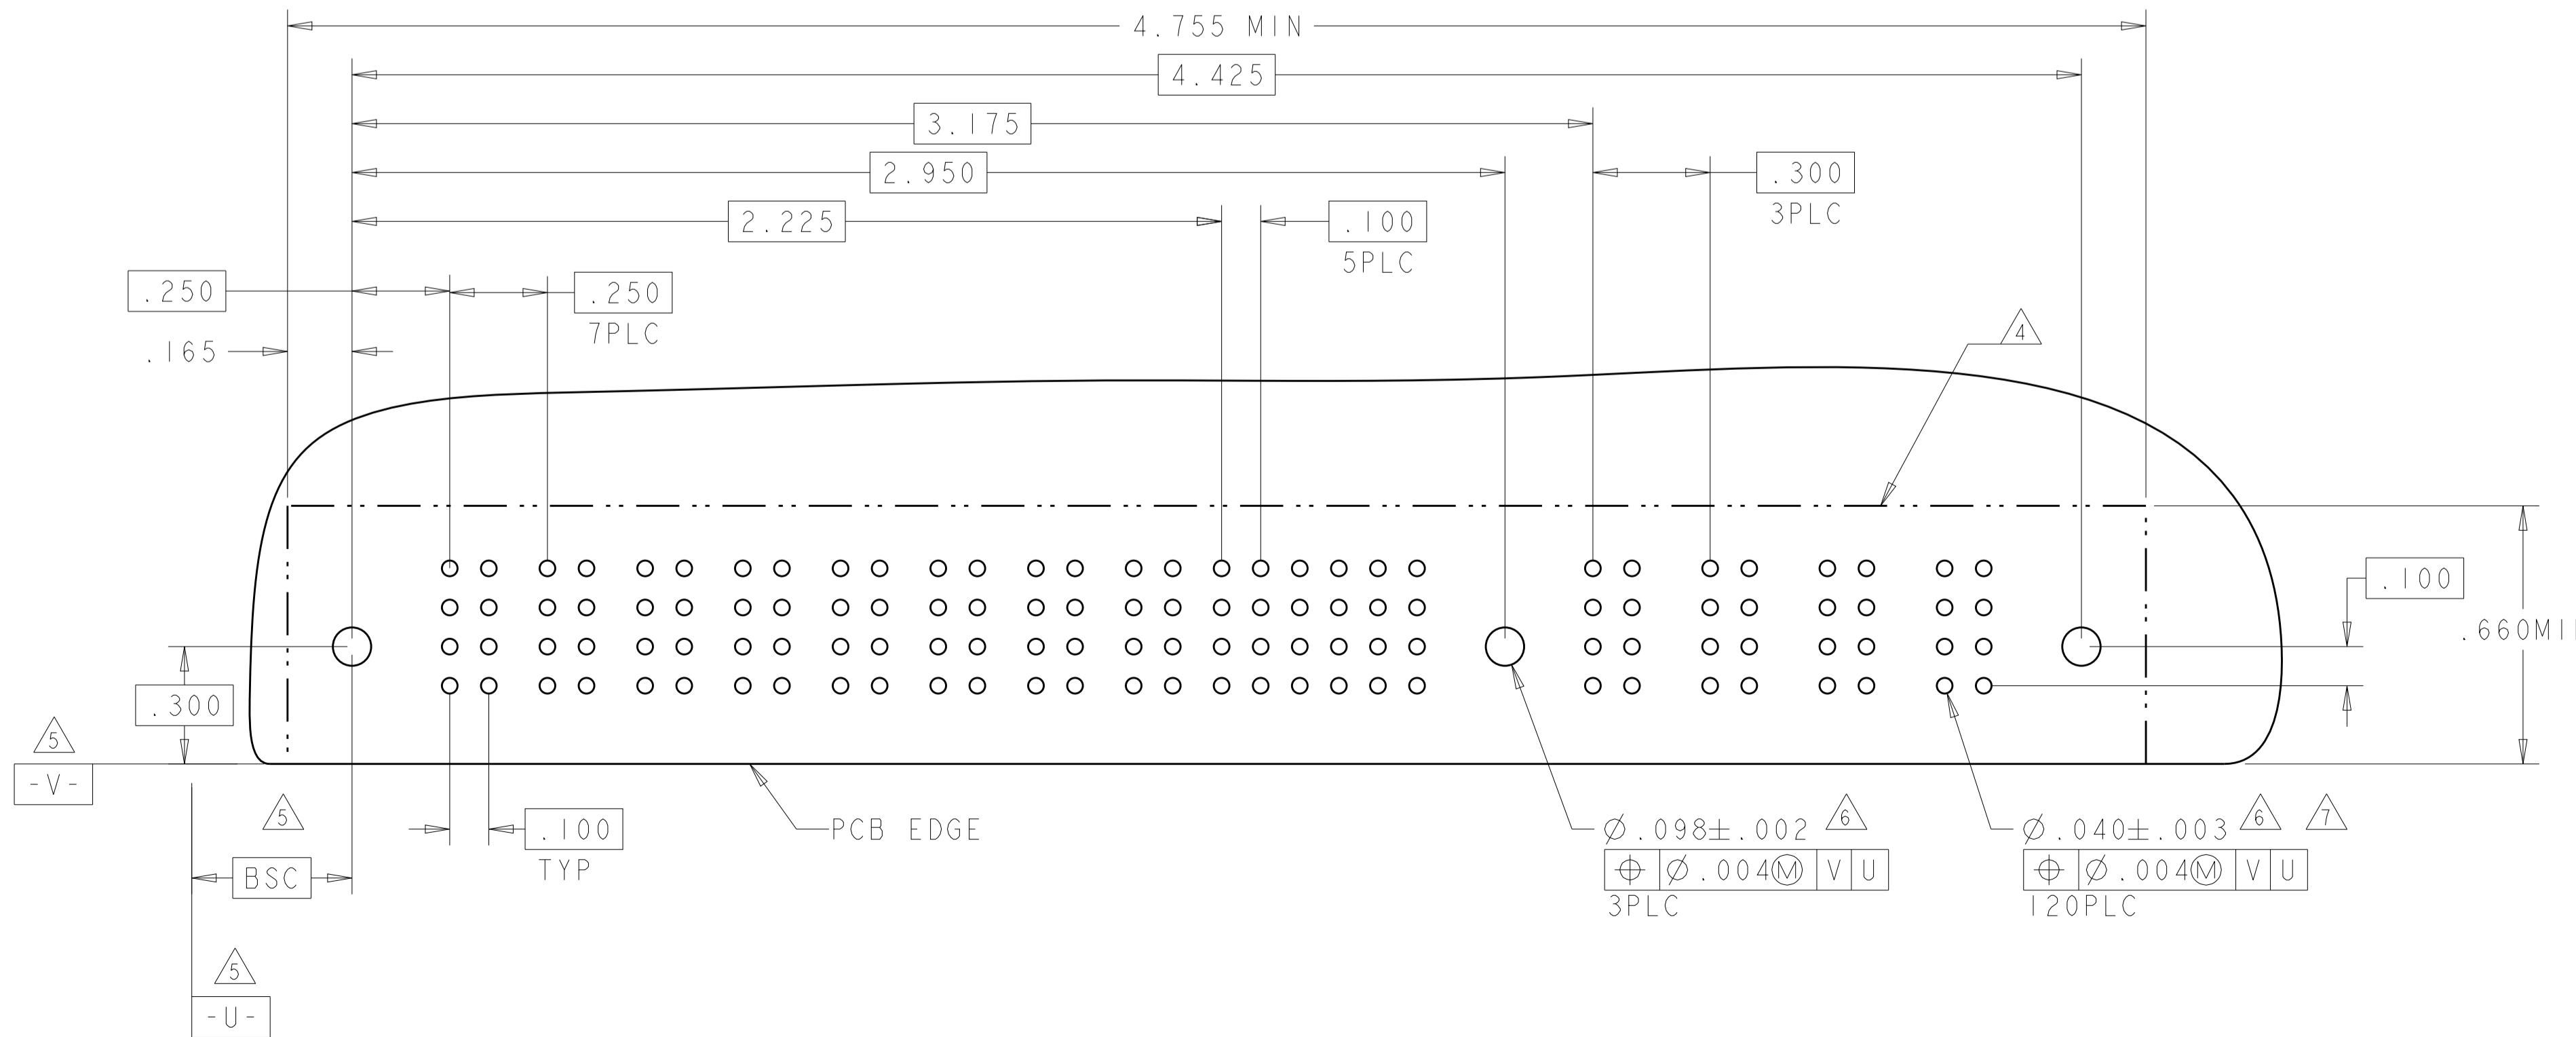 4.755 MIN
4.425
3.175
2.950
.300
3PLC
2.225
.100
5PLC
.250
.250
7PLC
.165
4
.100
.660MI
.300
5
-V-
5
.100
TYP
PCB EDGE
BSC
Ø.098±.002 6
⌖ Ø.004Ⓜ V U
3PLC
Ø.040±.003 6 7
⌖ Ø.004Ⓜ V U
120PLC
5
-U-